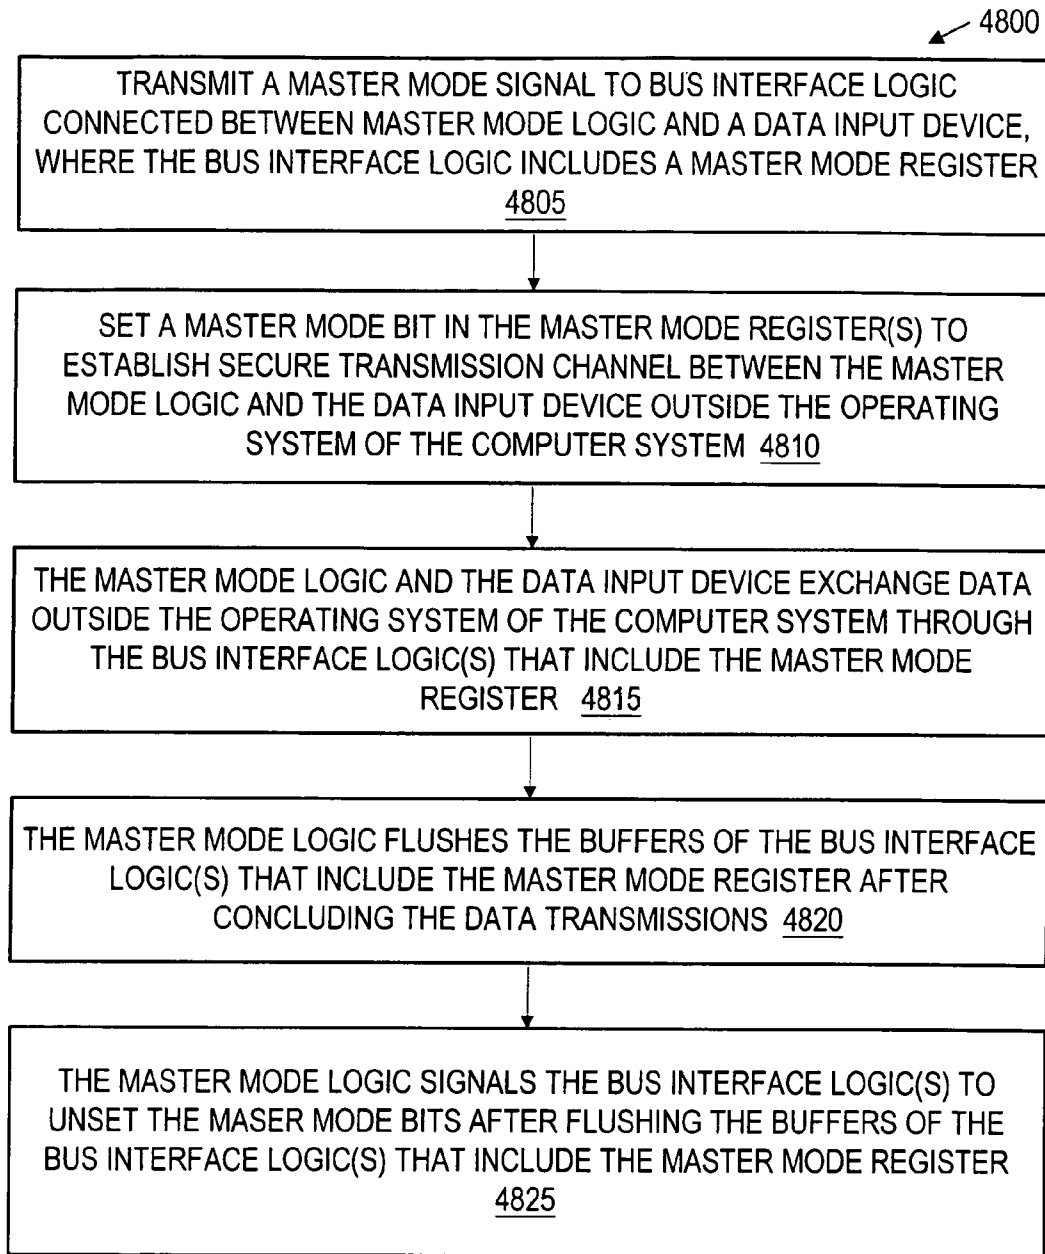 4800
TRANSMIT A MASTER MODE SIGNAL TO BUS INTERFACE LOGIC
CONNECTED BETWEEN MASTER MODE LOGIC AND A DATA INPUT DEVICE,
WHERE THE BUS INTERFACE LOGIC INCLUDES A MASTER MODE REGISTER
4805
SET A MASTER MODE BIT IN THE MASTER MODE REGISTER(S) TO
ESTABLISH SECURE TRANSMISSION CHANNEL BETWEEN THE MASTER
MODE LOGIC AND THE DATA INPUT DEVICE OUTSIDE THE OPERATING
SYSTEM OF THE COMPUTER SYSTEM 4810
THE MASTER MODE LOGIC AND THE DATA INPUT DEVICE EXCHANGE DATA
OUTSIDE THE OPERATING SYSTEM OF THE COMPUTER SYSTEM THROUGH
THE BUS INTERFACE LOGIC(S) THAT INCLUDE THE MASTER MODE
REGISTER 4815
THE MASTER MODE LOGIC FLUSHES THE BUFFERS OF THE BUS INTERFACE
LOGIC(S) THAT INCLUDE THE MASTER MODE REGISTER AFTER
CONCLUDING THE DATA TRANSMISSIONS 4820
THE MASTER MODE LOGIC SIGNALS THE BUS INTERFACE LOGIC(S) TO
UNSET THE MASER MODE BITS AFTER FLUSHING THE BUFFERS OF THE
BUS INTERFACE LOGIC(S) THAT INCLUDE THE MASTER MODE REGISTER
4825